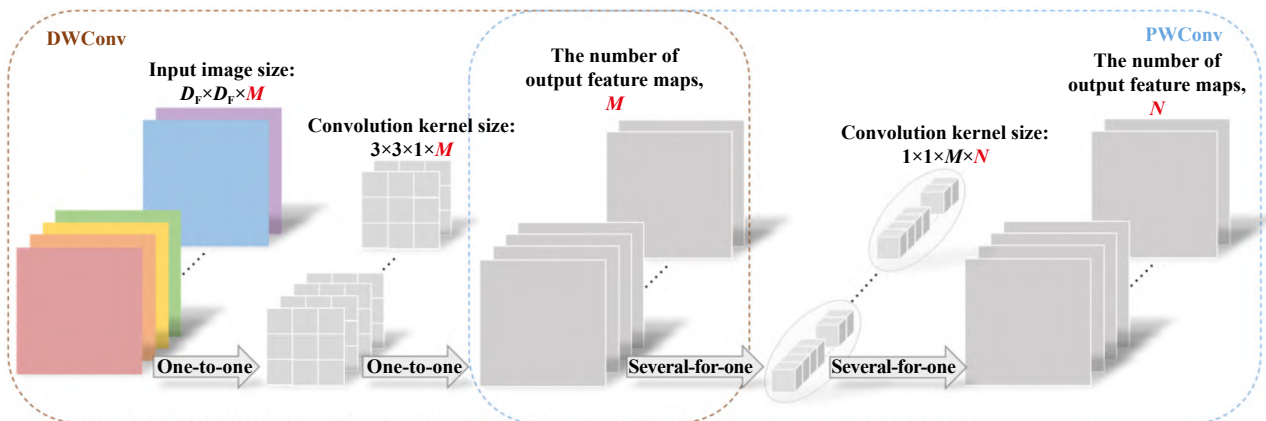 DWConv
Input image size:
D_F×D_F×M
Convolution kernel size:
3×3×1×M
The number of
output feature maps,
M
PWConv
The number of
output feature maps,
N
Convolution kernel size:
1×1×M×N
One-to-one
One-to-one
Several-for-one
Several-for-one